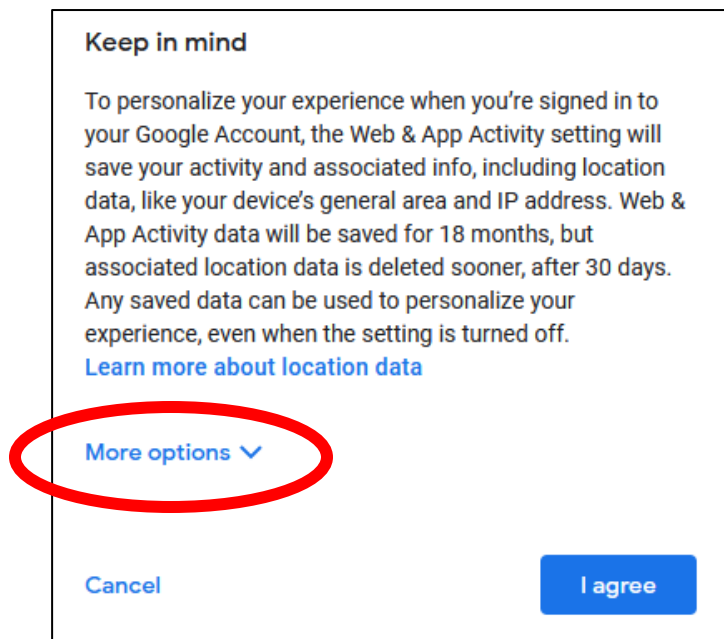 Keep in mind
To personalize your experience when you're signed in to
your Google Account, the Web & App Activity setting will
save your activity and associated info, including location
data, like your device's general area and IP address. Web &
App Activity data will be saved for 18 months, but
associated location data is deleted sooner, after 30 days.
Any saved data can be used to personalize your
experience, even when the setting is turned off.
Learn more about location data
More options
Cancel
I agree